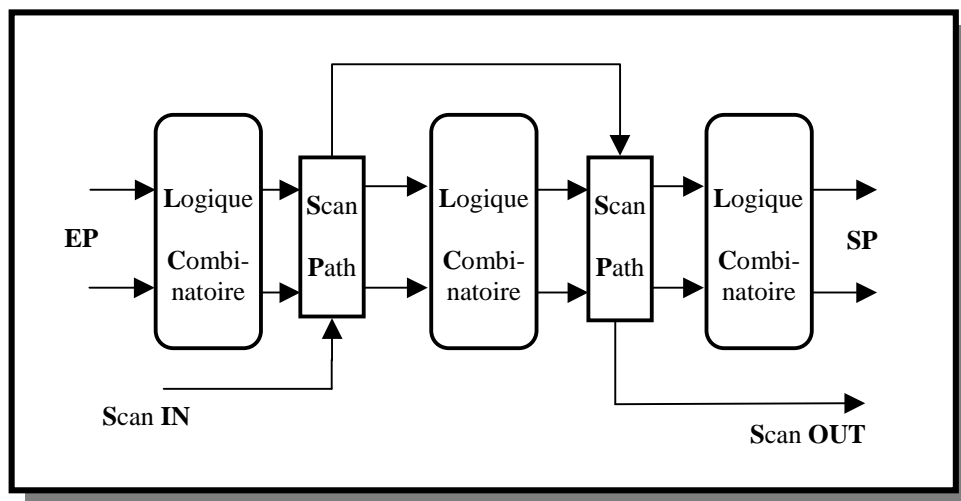 EP
Logique
Combi-
natoire
Scan
Path
Logique
Combi-
natoire
Scan
Path
Logique
Combi-
natoire
SP
Scan IN
Scan OUT